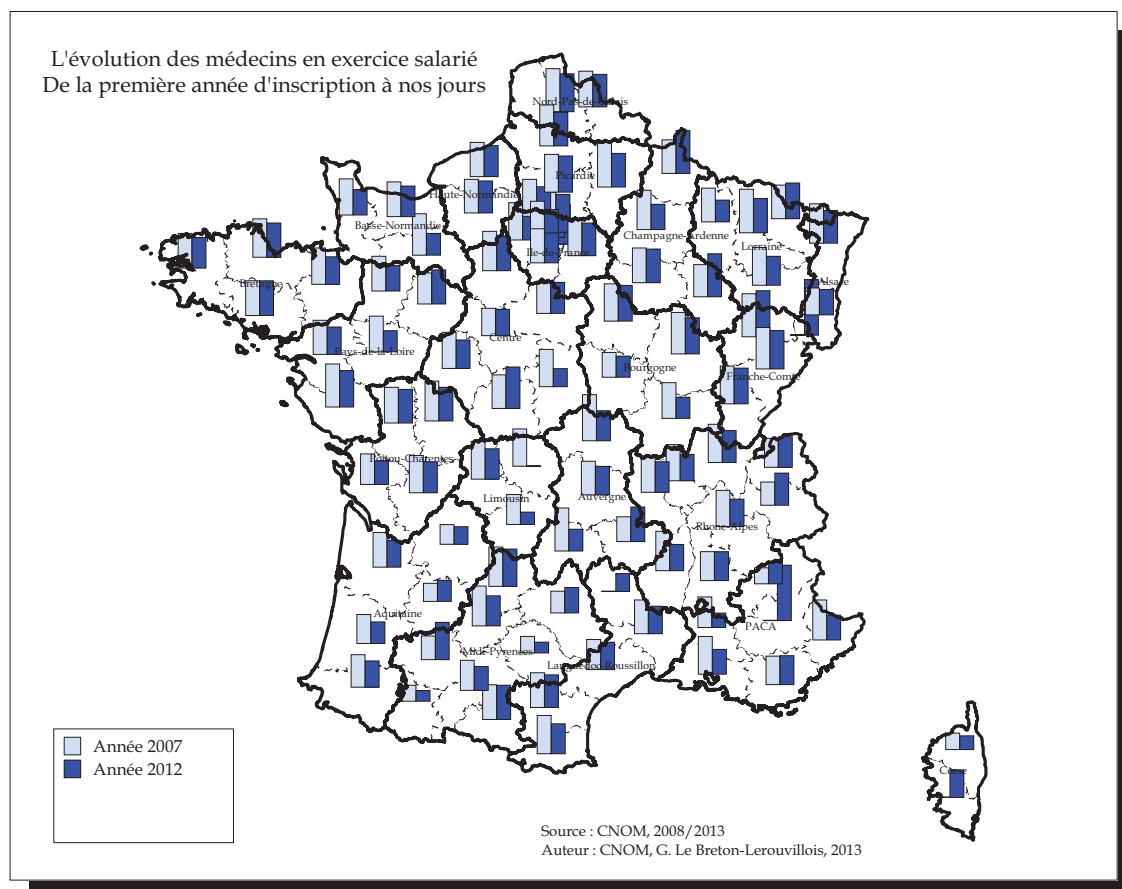 L'évolution des médecins en exercice salarié
De la première année d'inscription à nos jours
Nord-Pas-de-Calais
Picardie
Haute-Normandie
Basse-Normandie
Ile-de-France
Champagne-Ardenne
Lorraine
Alsace
Bretagne
Pays-de-la-Loire
Centre
Bourgogne
Franche-Comté
Poitou-Charentes
Limousin
Auvergne
Rhone-Alpes
Aquitaine
Midi-Pyrenees
Languedoc-Roussillon
PACA
Corse
Année 2007
Année 2012
Source : CNOM, 2008/2013
Auteur : CNOM, G. Le Breton-Lerouvillois, 2013